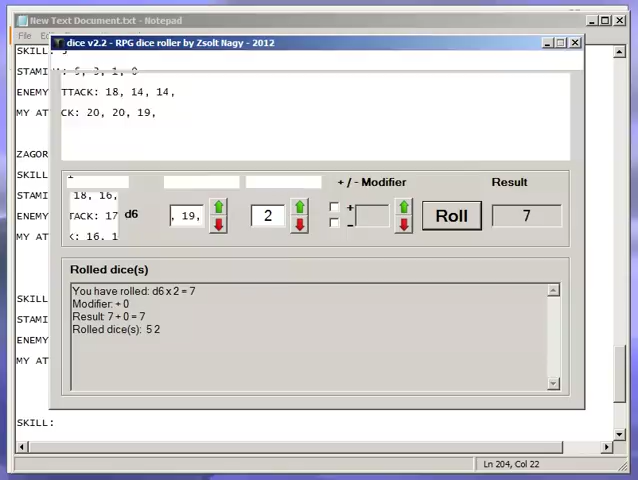 New Text Document.txt - Notepad
File
dice v2.2 - RPG dice roller by Zsolt Nagy - 2012
SKILL:
STAMI
ENEMY TTACK: 18, 14, 14,
MY AT CK: 20, 20, 19,
ZAGOR
SKILL
+ / - Modifier
Result
STAMI 18, 16,
d6
, 19,
2
+
-
Roll
7
ENEMY TACK: 17
MY AT K: 16, 1
Rolled dice(s)
You have rolled: d6 x 2 = 7
Modifier: + 0
Result: 7 + 0 = 7
Rolled dice(s): 5 2
SKILL
STAMI
ENEMY
MY AT
SKILL:
Ln 204, Col 22